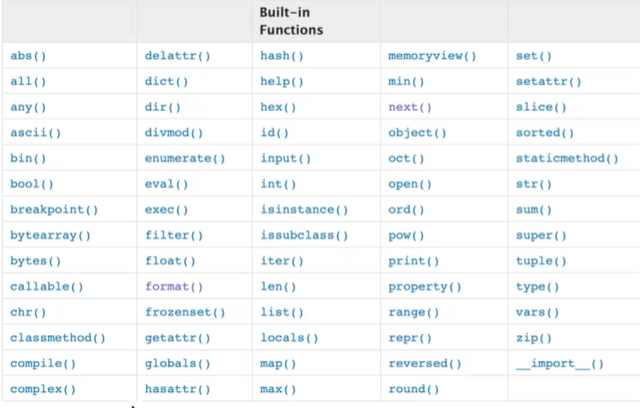 Built-in
Functions
abs() delattr() hash() memoryview() set()
all() dict() help() min() setattr()
any() dir() hex() next() slice()
ascii() divmod() id() object() sorted()
bin() enumerate() input() oct() staticmethod()
bool() eval() int() open() str()
breakpoint() exec() isinstance() ord() sum()
bytearray() filter() issubclass() pow() super()
bytes() float() iter() print() tuple()
callable() format() len() property() type()
chr() frozenset() list() range() vars()
classmethod() getattr() locals() repr() zip()
compile() globals() map() reversed() __import__()
complex() hasattr() max() round()